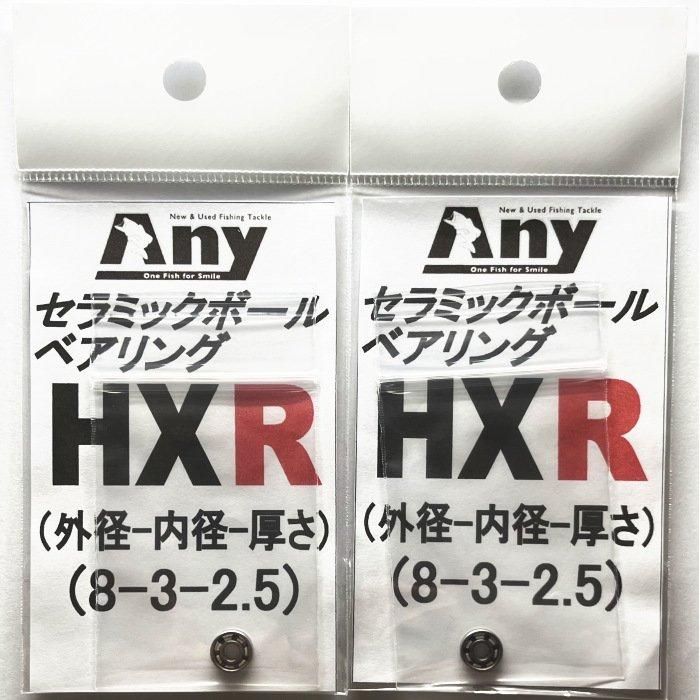 New & Used Fishing Tackle
Any
One Fish for Smile
セラミックボール
ベアリング
HXR
(外径-内径-厚さ)
(8-3-2.5)
New & Used Fishing Tackle
Any
One Fish for Smile
セラミックボール
ベアリング
HXR
(外径-内径-厚さ)
(8-3-2.5)